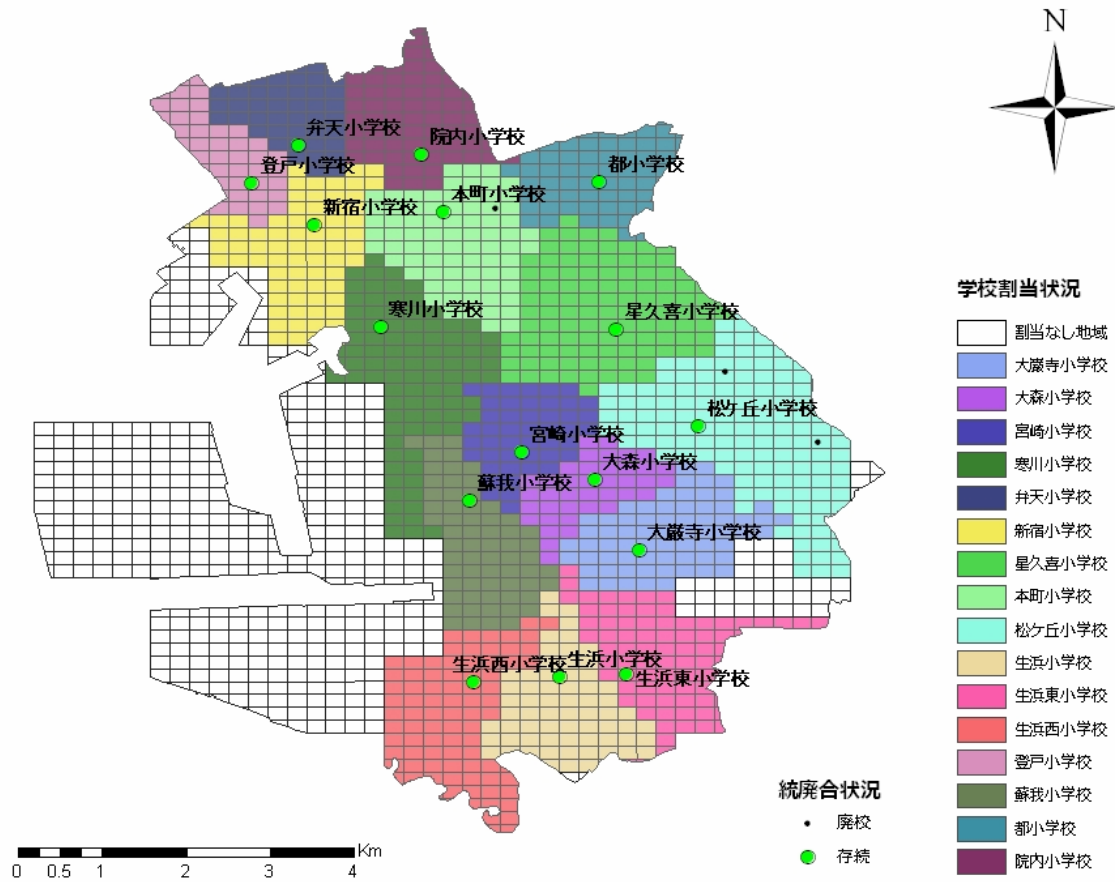 N
弁天小学校
院内小学校
登戸小学校
都小学校
本町小学校
新宿小学校
寒川小学校
星久喜小学校
松ケ丘小学校
宮崎小学校
大森小学校
蘇我小学校
大厳寺小学校
生浜西小学校
生浜小学校
生浜東小学校
学校割当状況
割当なし地域
大巌寺小学校
大森小学校
宮崎小学校
寒川小学校
弁天小学校
新宿小学校
星久喜小学校
本町小学校
松ケ丘小学校
生浜小学校
生浜東小学校
生浜西小学校
登戸小学校
蘇我小学校
都小学校
院内小学校
統廃合状況
廃校
存続
Km
0 0.5 1 2 3 4